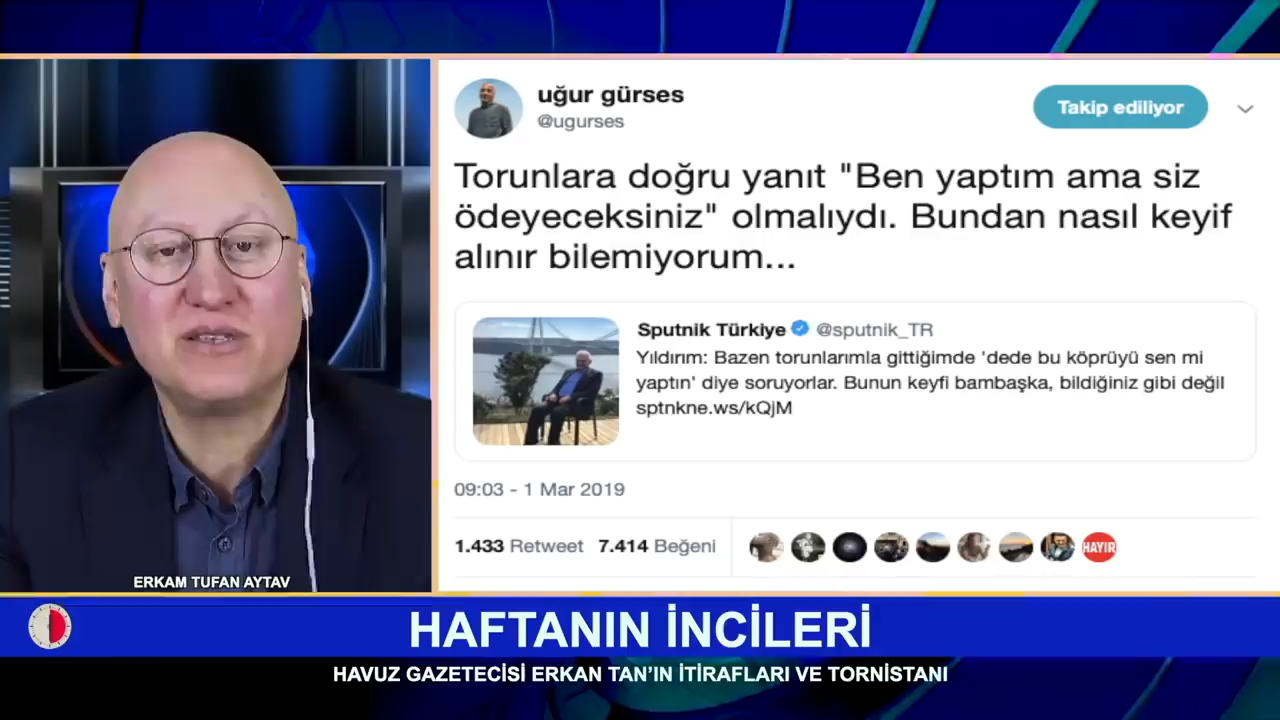 uğur gürses
@ugurses
Takip ediliyor
Torunlara doğru yanıt "Ben yaptım ama siz
ödeyeceksiniz" olmalıydı. Bundan nasıl keyif
alınır bilemiyorum...
Sputnik Türkiye @sputnik_TR
Yıldırım: Bazen torunlarımla gittiğimde 'dede bu köprüyü sen mi
yaptın' diye soruyorlar. Bunun keyfi bambaşka, bildiğiniz gibi değil
sptnkne.ws/kQjM
09:03 - 1 Mar 2019
1.433 Retweet 7.414 Beğeni
HAYIR
ERKAM TUFAN AYTAV
HAFTANIN İNCİLERİ
HAVUZ GAZETECİSİ ERKAN TAN'IN İTİRAFLARI VE TORNİSTANI